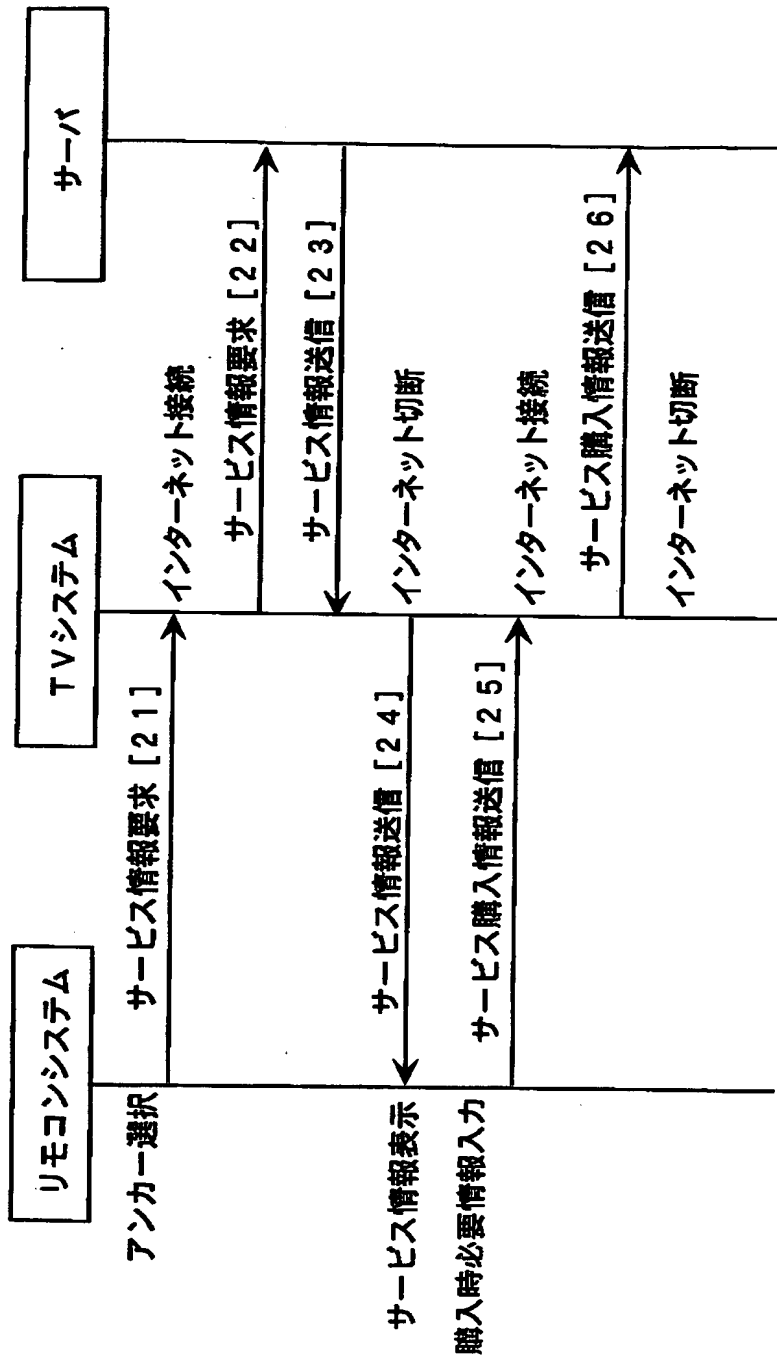 リモコンシステム
TVシステム
サーバ
アンカー選択
サービス情報要求 [21]
インターネット接続
サービス情報要求 [22]
サービス情報送信 [23]
インターネット切断
サービス情報送信 [24]
サービス情報表示
購入時必要情報入力
サービス購入情報送信 [25]
インターネット接続
サービス購入情報送信 [26]
インターネット切断